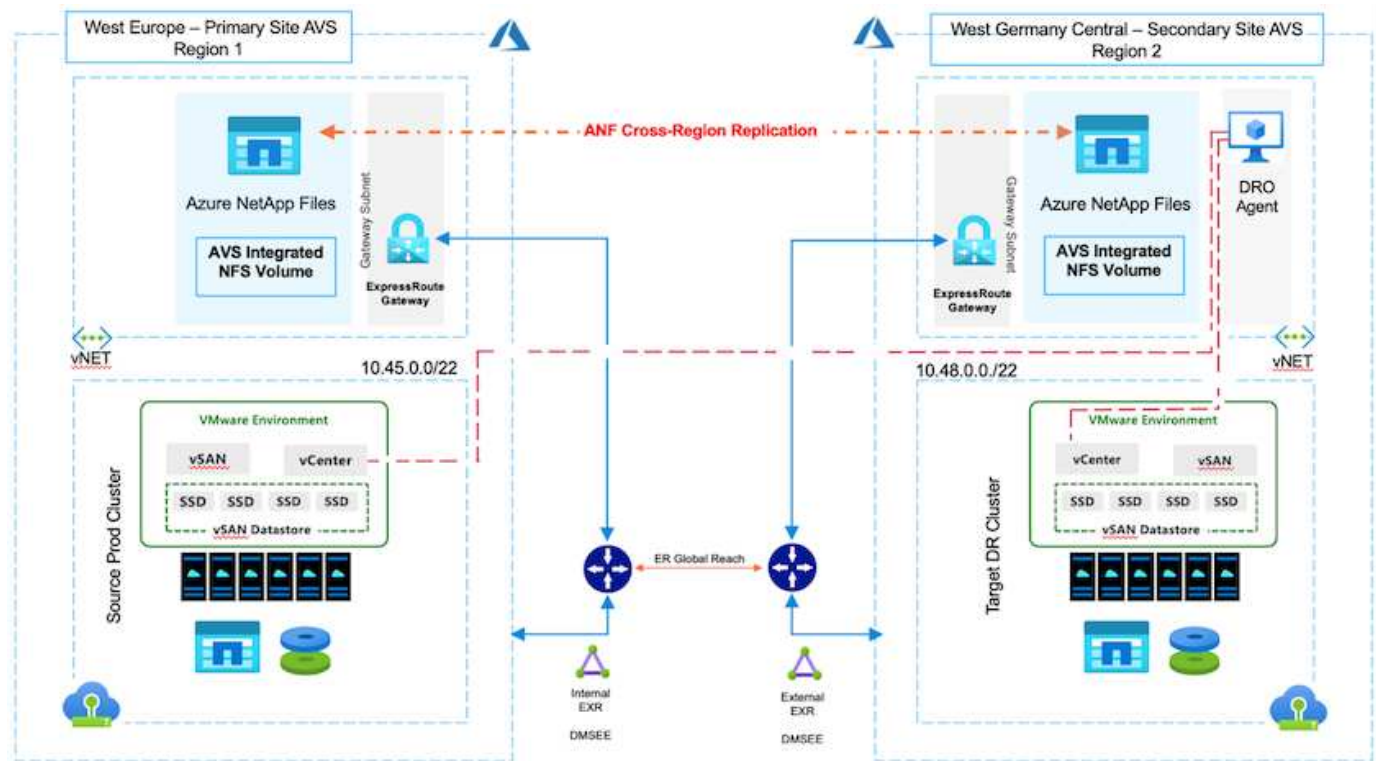 West Europe – Primary Site AVS
Region 1
West Germany Central – Secondary Site AVS
Region 2
ANF Cross-Region Replication
Azure NetApp Files
AVS Integrated
NFS Volume
Gateway Subnet
ExpressRoute
Gateway
Gateway Subnet
ExpressRoute
Gateway
Azure NetApp Files
AVS Integrated
NFS Volume
DRO
Agent
vNET
10.45.0.0/22
10.48.0.0./22
vNET
Source Prod Cluster
VMware Environment
vSAN
vCenter
SSD SSD SSD SSD
vSAN Datastore
ER Global Reach
Internal
EXR
DMSEE
External
EXR
DMSEE
Target DR Cluster
VMware Environment
vCenter
vSAN
SSD SSD SSD SSD
vSAN Datastore